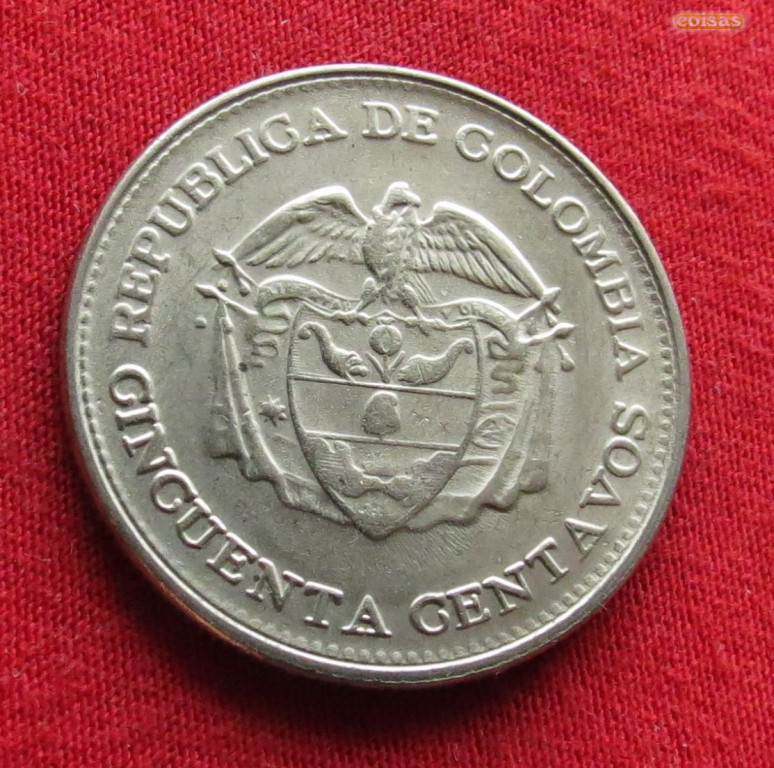 coisas
REPUBLICA DE COLOMBIA
CINCUENTA CENTAVOS